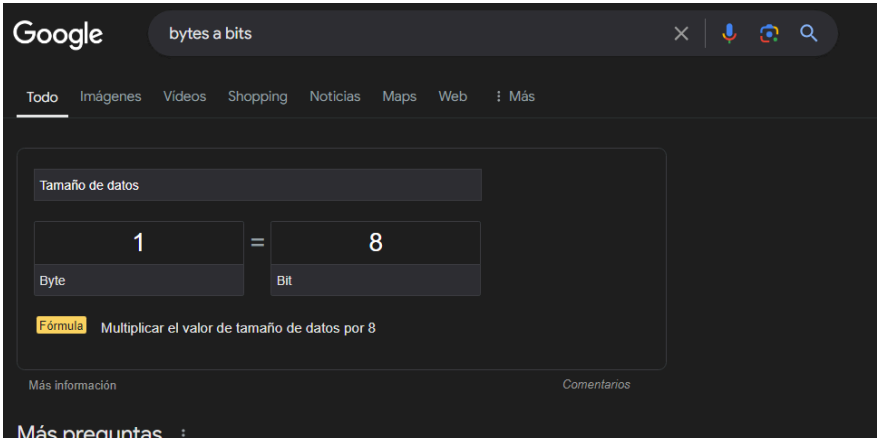 Google
bytes a bits
Todo Imágenes Vídeos Shopping Noticias Maps Web Más
Tamaño de datos
1 = 8
Byte Bit
Fórmula Multiplicar el valor de tamaño de datos por 8
Más información Comentarios
Más preguntas